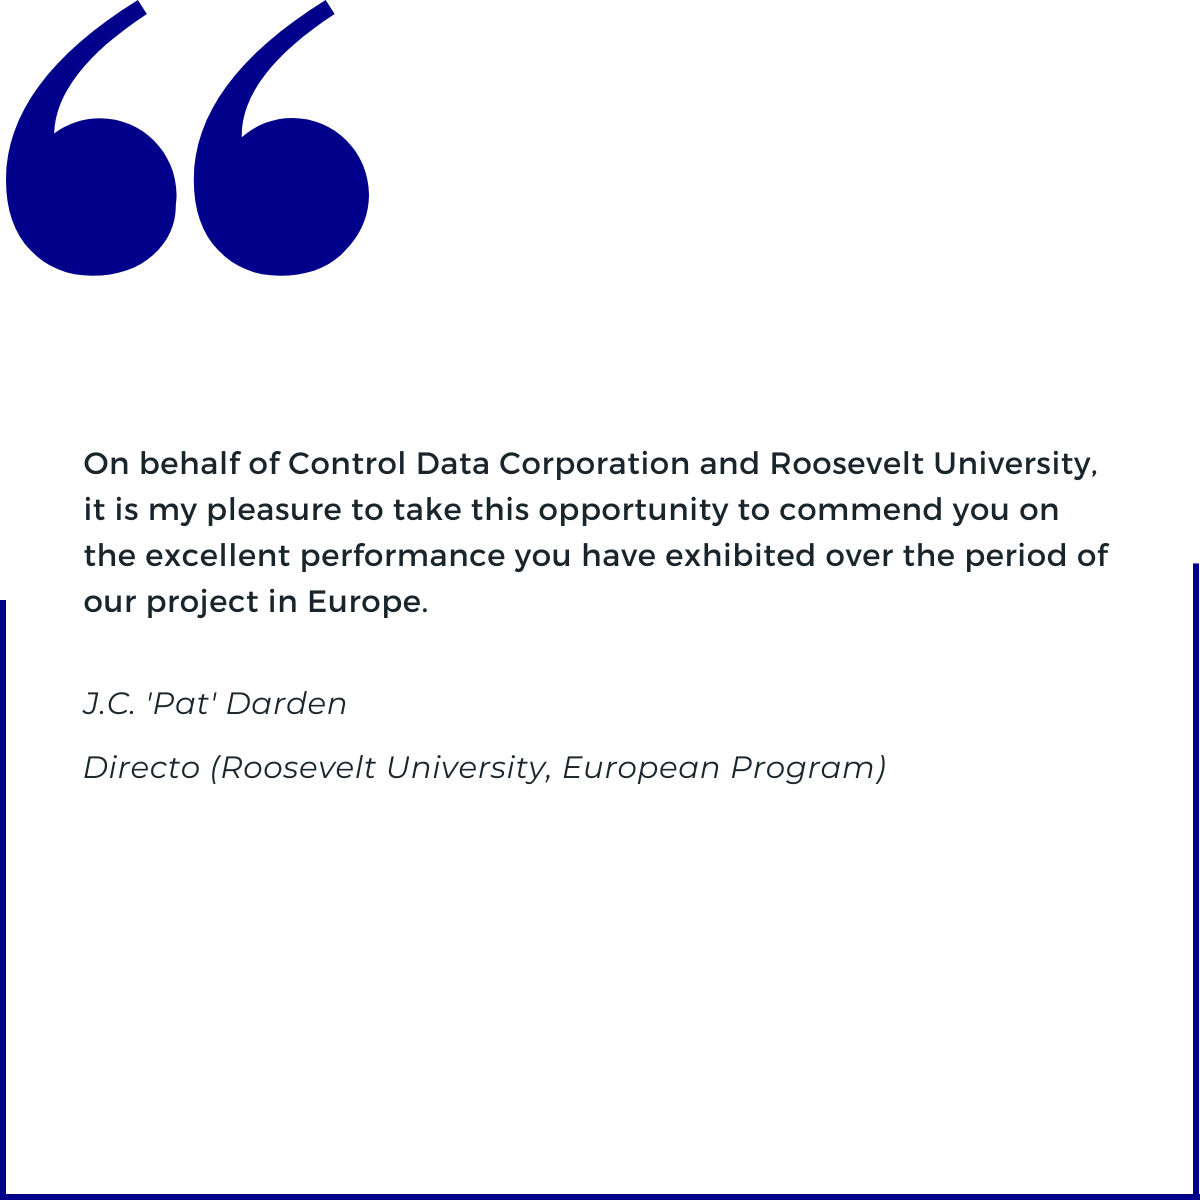 On behalf of Control Data Corporation and Roosevelt University,
it is my pleasure to take this opportunity to commend you on
the excellent performance you have exhibited over the period of
our project in Europe.
J.C. 'Pat' Darden
Directo (Roosevelt University, European Program)